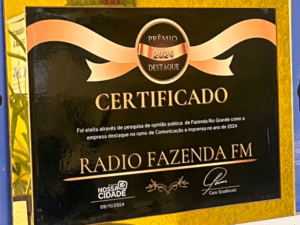 PRÊMIO
2024
DESTAQUE
CERTIFICADO
Foi eleita através de pesquisa de opinião publica de Fazenda Rio Grande como a
empresa destaque no ramo de Comunicação e Imprensa no ano de 2024
RADIO FAZENDA FM
NOSSA
CIDADE
09/11/2024